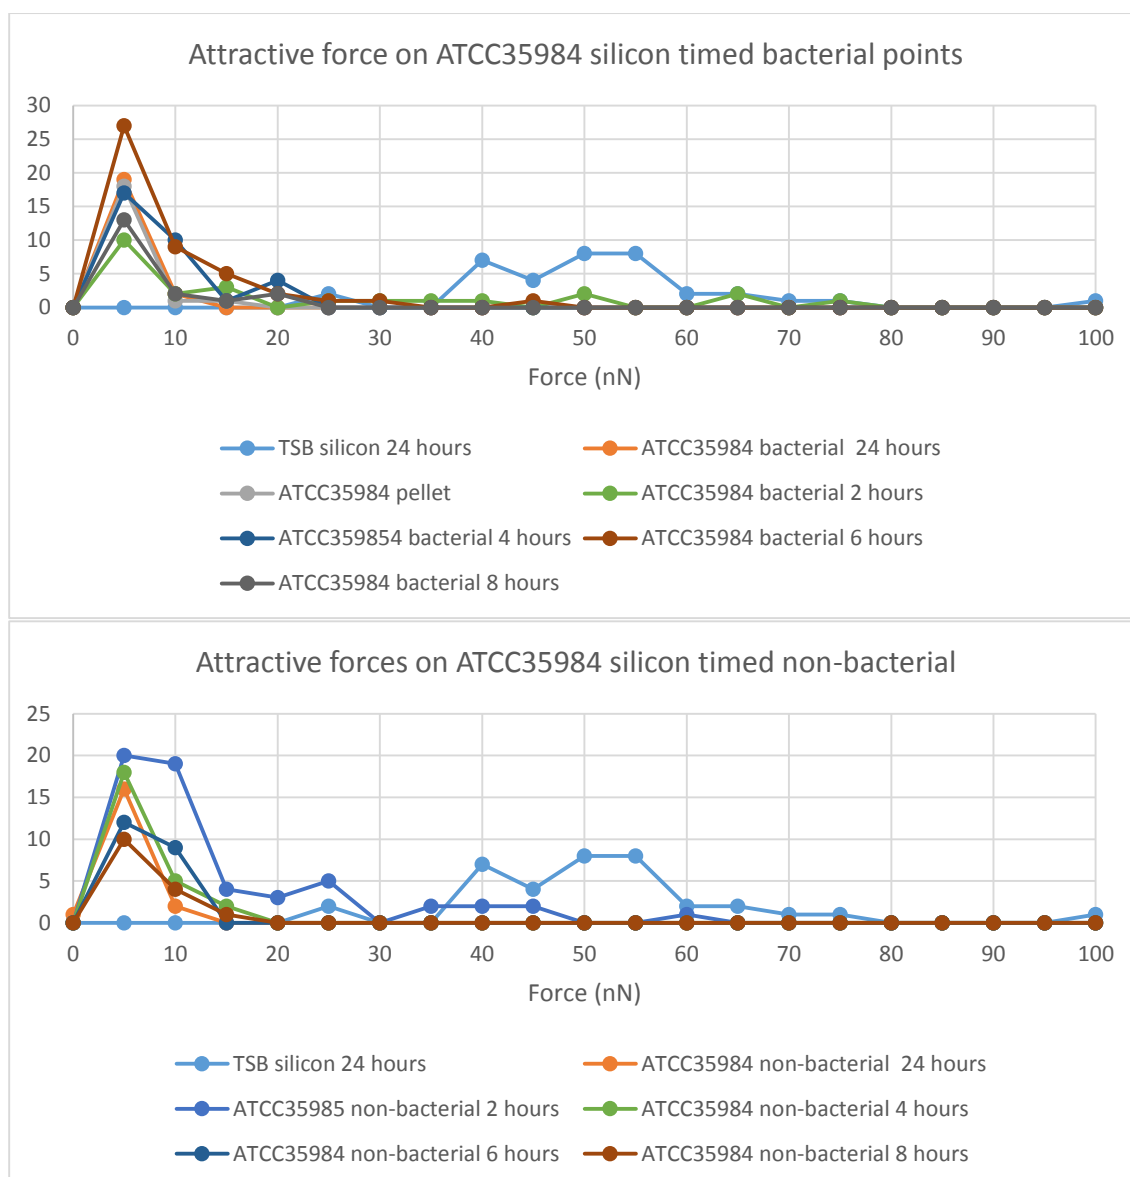 Attractive force on ATCC35984 silicon timed bacterial points
30
25
20
15
10
5
0
0 10 20 30 40 50 60 70 80 90 100
Force (nN)
TSB silicon 24 hours ATCC35984 bacterial 24 hours
ATCC35984 pellet ATCC35984 bacterial 2 hours
ATCC359854 bacterial 4 hours ATCC35984 bacterial 6 hours
ATCC35984 bacterial 8 hours
Attractive forces on ATCC35984 silicon timed non-bacterial
25
20
15
10
5
0
0 10 20 30 40 50 60 70 80 90 100
Force (nN)
TSB silicon 24 hours ATCC35984 non-bacterial 24 hours
ATCC35985 non-bacterial 2 hours ATCC35984 non-bacterial 4 hours
ATCC35984 non-bacterial 6 hours ATCC35984 non-bacterial 8 hours